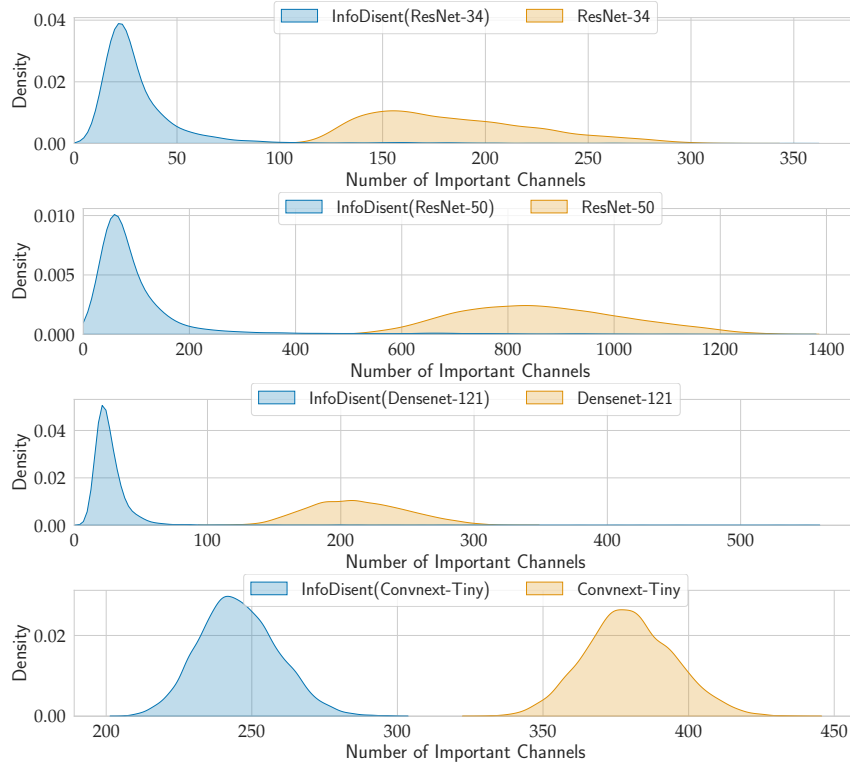 InfoDisent(ResNet-34) ResNet-34
0.04
0.02
0.00
Density
0 50 100 150 200 250 300 350
Number of Important Channels
InfoDisent(ResNet-50) ResNet-50
0.010
0.005
0.000
Density
0 200 400 600 800 1000 1200 1400
Number of Important Channels
InfoDisent(Densenet-121) Densenet-121
0.04
0.02
0.00
Density
0 100 200 300 400 500
Number of Important Channels
InfoDisent(Convnext-Tiny) Convnext-Tiny
0.02
0.00
Density
200 250 300 350 400 450
Number of Important Channels